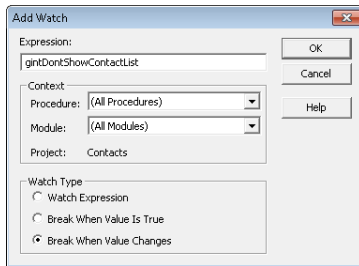 Add Watch
Expression:
gintDontShowContactList
OK
Cancel
Help
Context
Procedure: (All Procedures)
Module: (All Modules)
Project: Contacts
Watch Type
Watch Expression
Break When Value Is True
Break When Value Changes